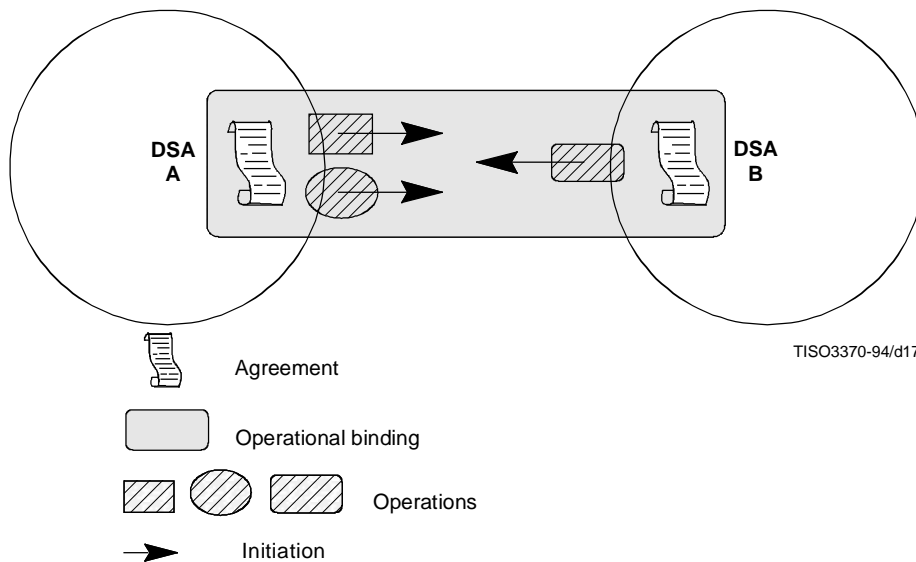 DSA
A
DSA
B
TISO3370-94/d17
Agreement
Operational binding
Operations
Initiation